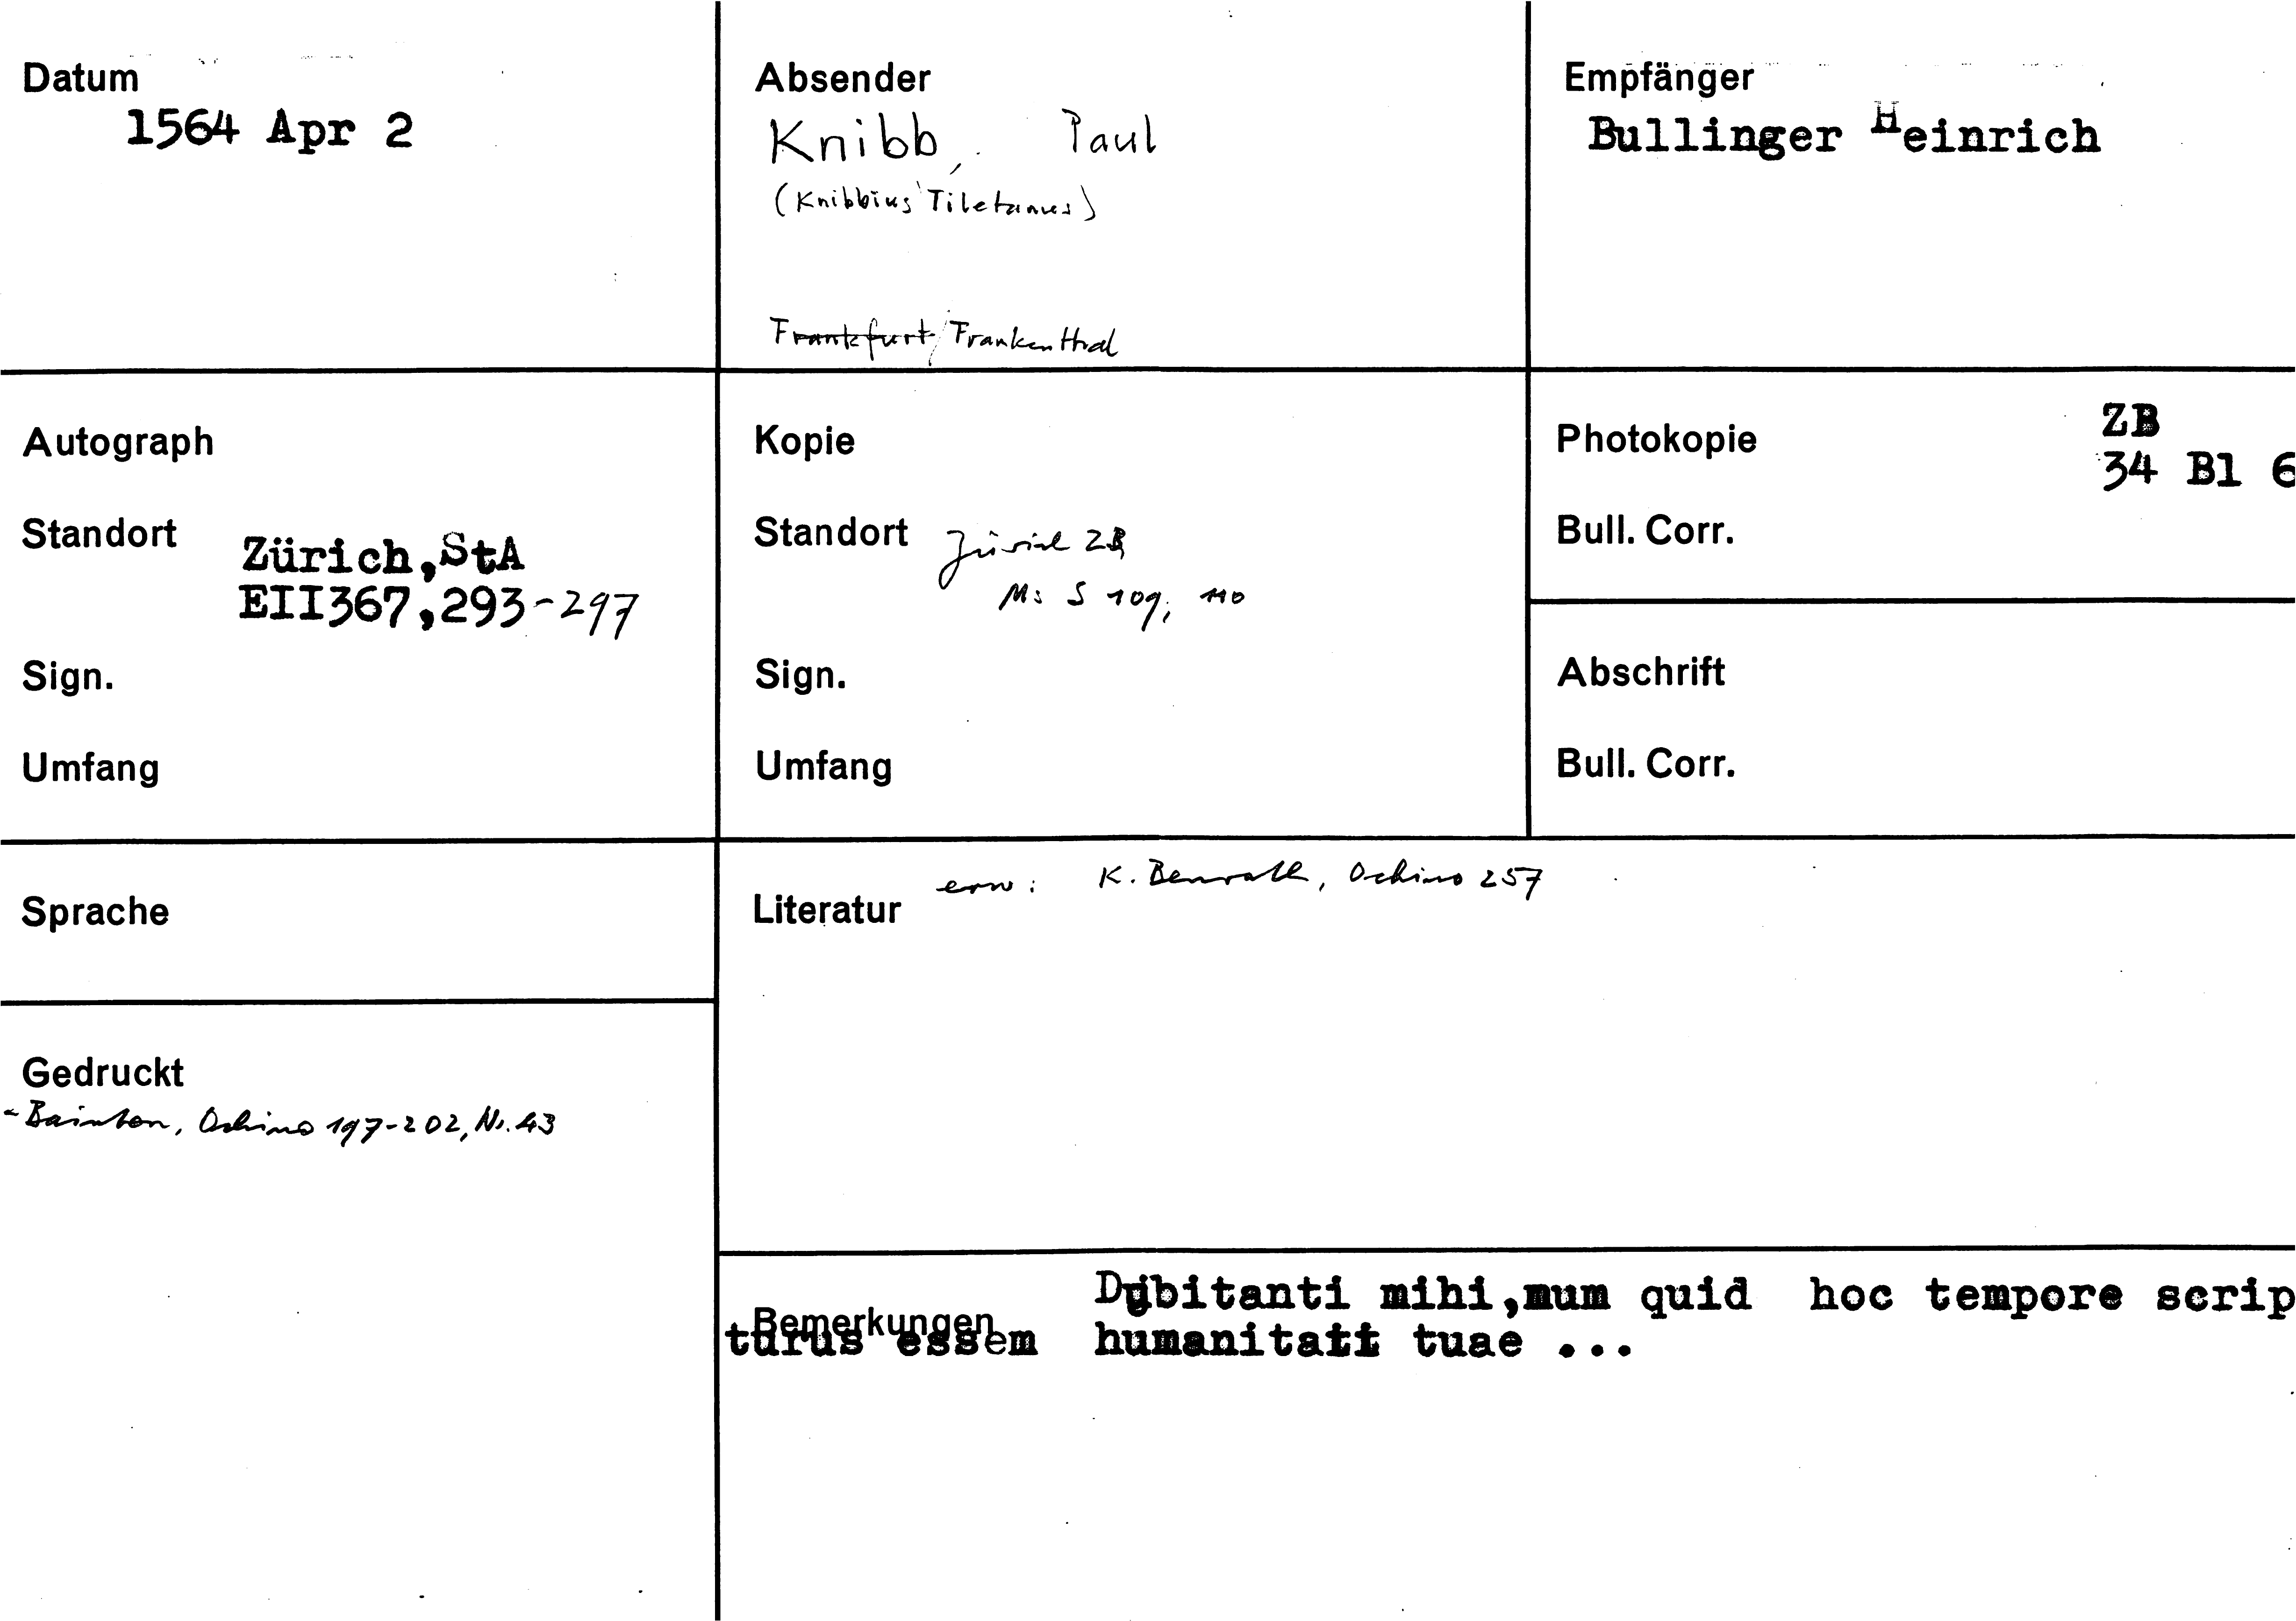 Datum
1564 Apr 2
Absender
Knibb, Paul
(Knibbius Tiletanus)
Frankfurt/Frankenthal
Empfänger
Bullinger Heinrich
Autograph
Standort
Zürich,StA
EII367,293-297
Sign.
Umfang
Kopie
Standort Zürich ZB
Ms S 109, 110
Sign.
Umfang
Photokopie
ZB
34 Bl 6
Bull. Corr.
Abschrift
Bull. Corr.
Sprache
Literatur erw: K. Benrath, Ochino 257
Gedruckt
- Bainton, Ochino 197-202, Nr. 43
Bemerkungen
Dubitanti mihi,num quid hoc tempore scrip
turus essem humanitati tuae ...